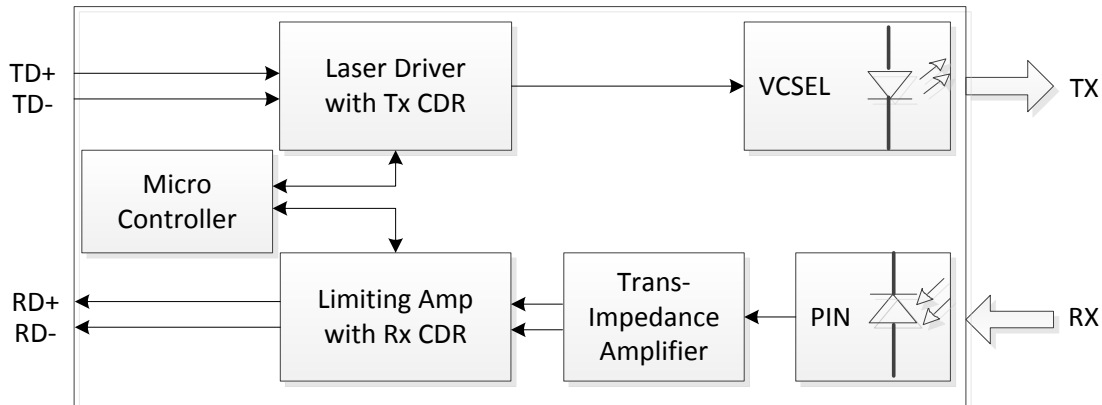 TD+
TD-
Laser Driver
with Tx CDR
VCSEL
TX
Micro
Controller
RD+
RD-
Limiting Amp
with Rx CDR
Trans-
Impedance
Amplifier
PIN
RX